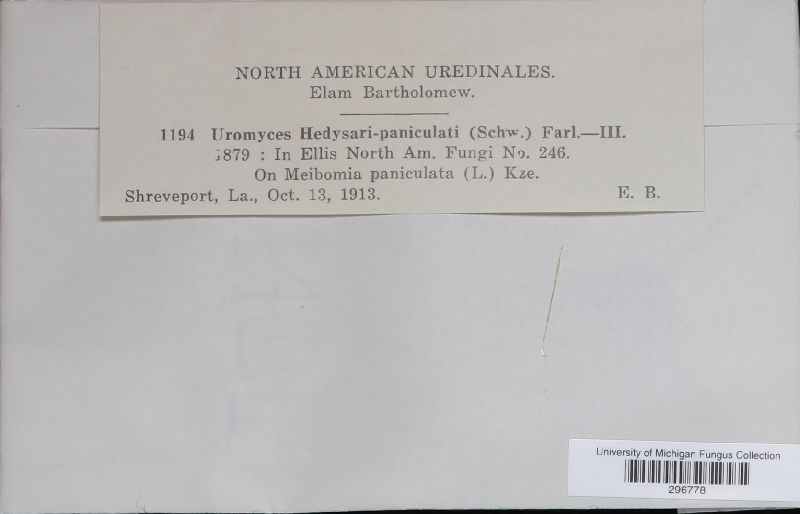 NORTH AMERICAN UREDINALES.
Elam Bartholomew.
1194 Uromyces Hedysari-paniculati (Schw.) Farl.—III.
1879 : In Ellis North Am. Fungi No. 246.
On Meibomia paniculata (L.) Kze.
Shreveport, La., Oct. 13, 1913. E. B.
University of Michigan Fungus Collection
296778